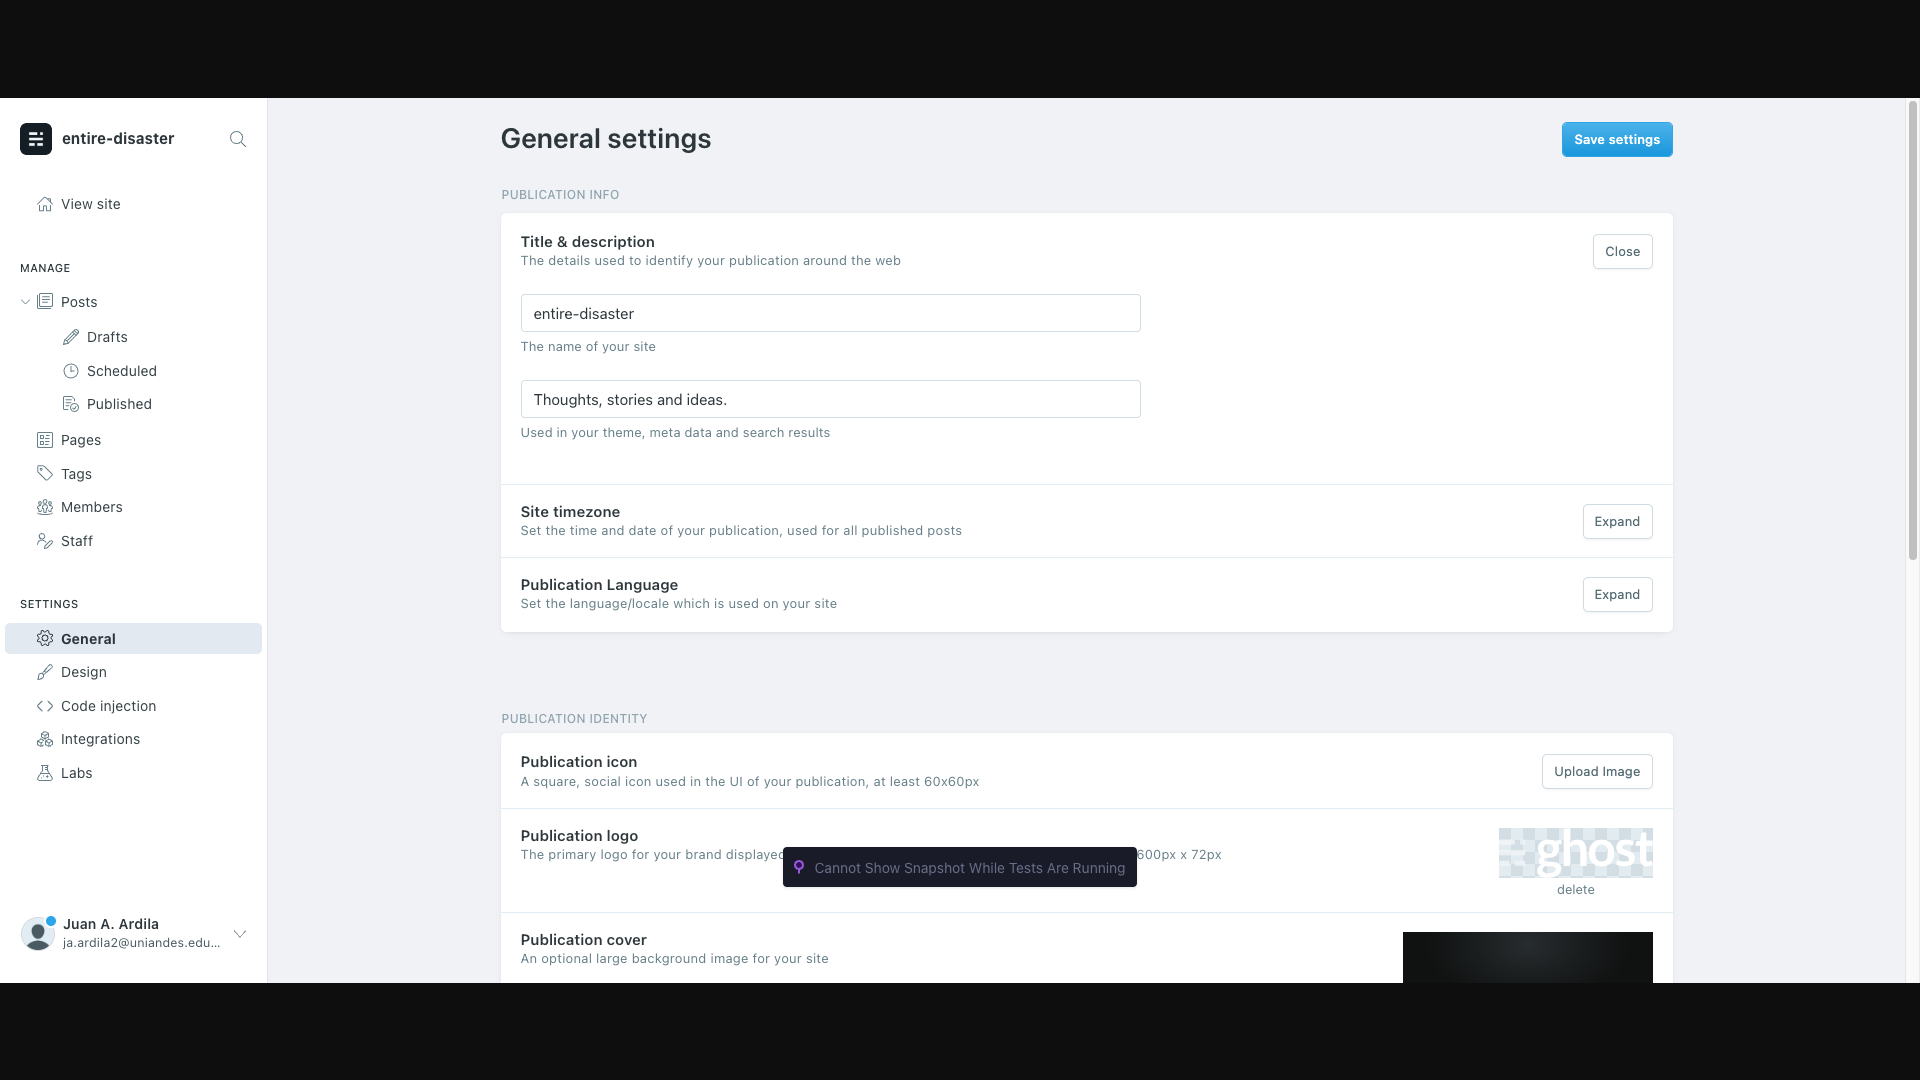 entire-disaster
View site
MANAGE
Posts
Drafts
Scheduled
Published
Pages
Tags
Members
Staff
SETTINGS
General
Design
Code injection
Integrations
Labs
Juan A. Ardila
ja.ardila2@uniandes.edu...
General settings
Save settings
PUBLICATION INFO
Title & description
The details used to identify your publication around the web
Close
entire-disaster
The name of your site
Thoughts, stories and ideas.
Used in your theme, meta data and search results
Site timezone
Set the time and date of your publication, used for all published posts
Expand
Publication Language
Set the language/locale which is used on your site
Expand
PUBLICATION IDENTITY
Publication icon
A square, social icon used in the UI of your publication, at least 60x60px
Upload Image
Publication logo
The primary logo for your brand displayed 600px x 72px
ghost
delete
Cannot Show Snapshot While Tests Are Running
Publication cover
An optional large background image for your site